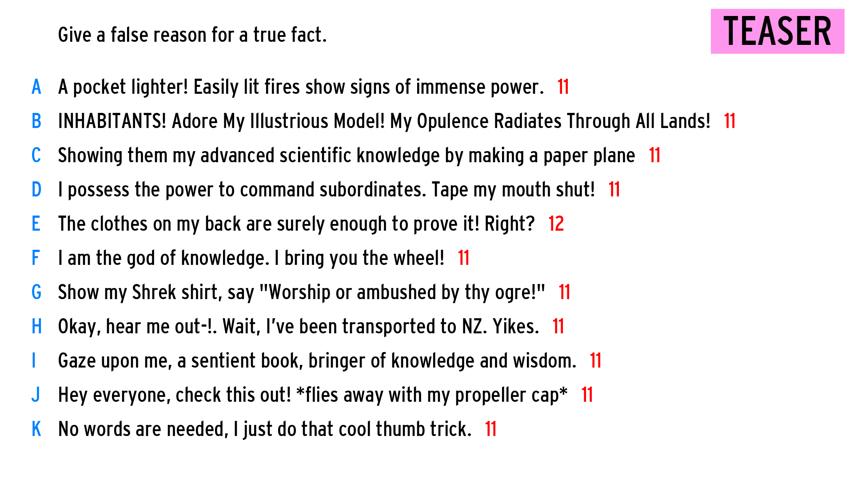 Give a false reason for a true fact.
TEASER
A A pocket lighter! Easily lit fires show signs of immense power. 11
B INHABITANTS! Adore My Illustrious Model! My Opulence Radiates Through All Lands! 11
C Showing them my advanced scientific knowledge by making a paper plane 11
D I possess the power to command subordinates. Tape my mouth shut! 11
E The clothes on my back are surely enough to prove it! Right? 12
F I am the god of knowledge. I bring you the wheel! 11
G Show my Shrek shirt, say "Worship or ambushed by thy ogre!" 11
H Okay, hear me out-!. Wait, I've been transported to NZ. Yikes. 11
I Gaze upon me, a sentient book, bringer of knowledge and wisdom. 11
J Hey everyone, check this out! *flies away with my propeller cap* 11
K No words are needed, I just do that cool thumb trick. 11